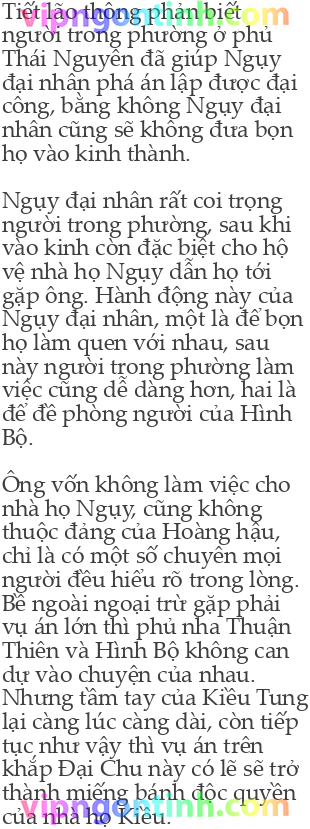 vipngontinh.com
Tiết lão thông phản biết
người trong phường ở phủ
Thái Nguyên đã giúp Ngụy
đại nhân phá án lập được đại
công, bằng không Ngụy đại
nhân cũng sẽ không đưa bọn
họ vào kinh thành.
Ngụy đại nhân rất coi trọng
người trong phường, sau khi
vào kinh còn đặc biệt cho hộ
vệ nhà họ Ngụy dẫn họ tới
gặp ông. Hành động này của
Ngụy đại nhân, một là để bọn
họ làm quen với nhau, sau
này người trong phường làm
việc cũng dễ dàng hơn, hai là
để đề phòng người của Hình
Bộ.
Ông vốn không làm việc cho
nhà họ Ngụy, cũng không
thuộc đảng của Hoàng hậu,
chỉ là có một số chuyện mọi
người đều hiểu rõ trong lòng.
Bề ngoài ngoại trừ gặp phải
vụ án lớn thì phủ nha Thuận
Thiên và Hình Bộ không can
dự vào chuyện của nhau.
Nhưng tầm tay của Kiều Tung
lại càng lúc càng dài, còn tiếp
tục như vậy thì vụ án trên
khắp Đại Chu này có lẽ sẽ trở
thành miếng bánh độc quyền
của nhà họ Kiều.
vipngontinh.com